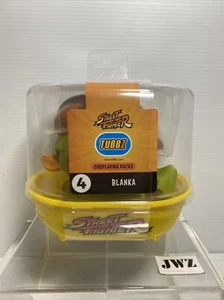 STREET
FIGHTER
TUBBZ
COSPLAYING DUCKS
4
BLANKA
STREET
FIGHTER
JWZ